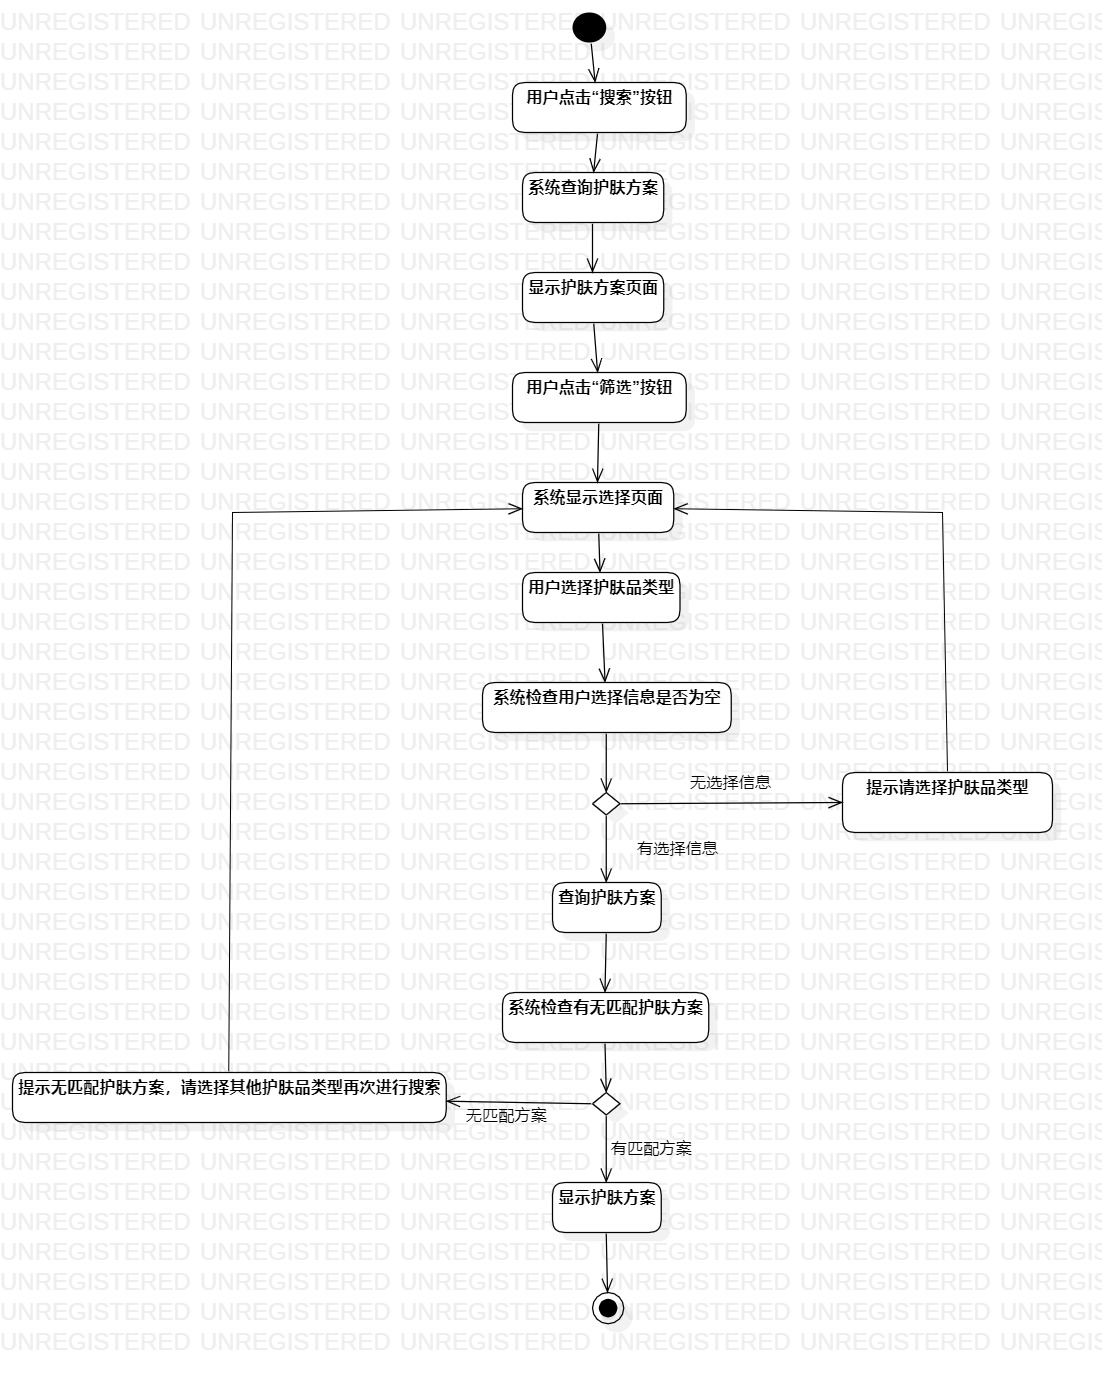 用户点击“搜索”按钮
系统查询护肤方案
显示护肤方案页面
用户点击“筛选”按钮
系统显示选择页面
用户选择护肤品类型
系统检查用户选择信息是否为空
无选择信息
提示请选择护肤品类型
有选择信息
查询护肤方案
系统检查有无匹配护肤方案
提示无匹配护肤方案，请选择其他护肤品类型再次进行搜索
无匹配方案
有匹配方案
显示护肤方案
UNREGISTERED